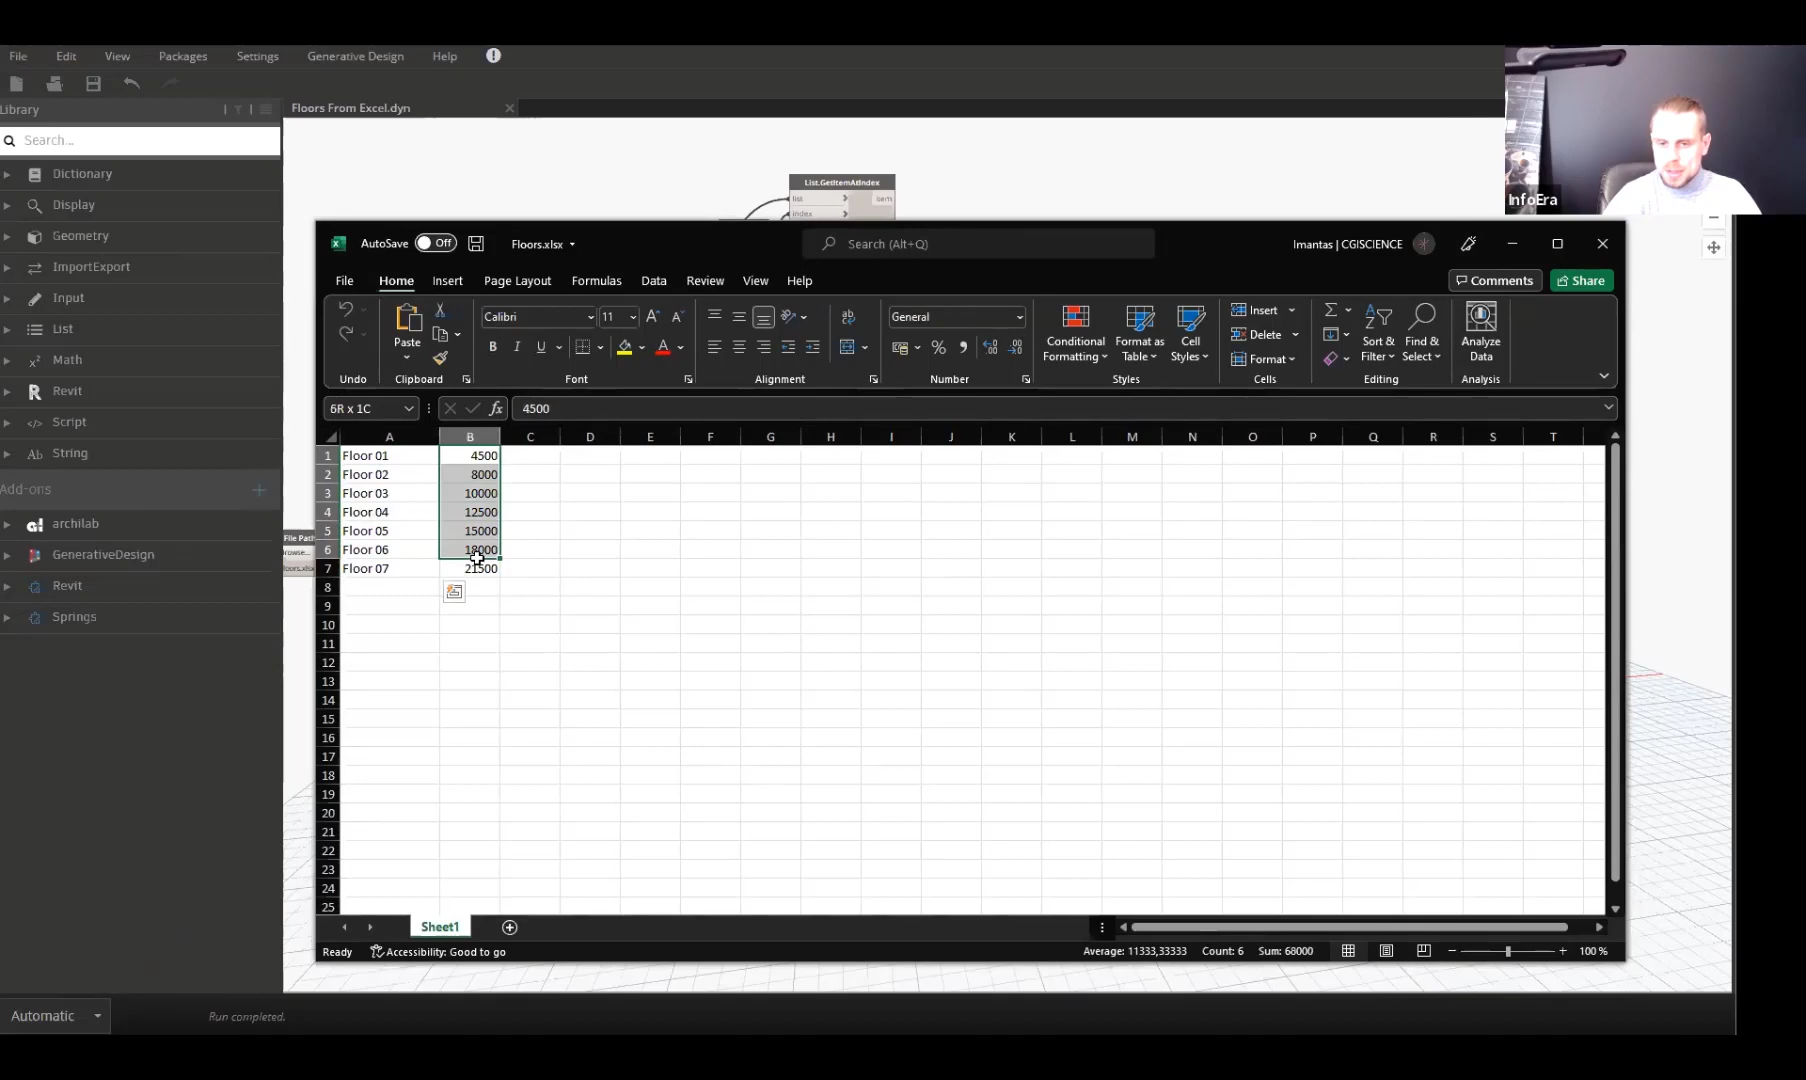 File Edit View Packages Settings Generative Design Help
Library
Floors From Excel.dyn
Search...
Dictionary
Display
Geometry
ImportExport
Input
List
Math
Revit
Script
String
Add-ons
archilab
GenerativeDesign
Revit
Springs
Automatic
Run completed.
InfoEra
List.GetItemAtIndex
list item
index
File Path
Browse...
Floors.xlsx
AutoSave Off Floors.xlsx Search (Alt+Q) Imantas | CGISCIENCE
File Home Insert Page Layout Formulas Data Review View Help Comments Share
Paste
Calibri 11
General
Conditional Formatting
Format as Table
Cell Styles
Insert
Delete
Format
Sort & Filter
Find & Select
Analyze Data
Undo Clipboard Font Alignment Number Styles Cells Editing Analysis
6R x 1C fx 4500
A B C D E F G H I J K L M N O P Q R S T
1 Floor 01 4500
2 Floor 02 8000
3 Floor 03 10000
4 Floor 04 12500
5 Floor 05 15000
6 Floor 06 18000
7 Floor 07 21500
8
9
10
11
12
13
14
15
16
17
18
19
20
21
22
23
24
25
Sheet1
Ready Accessibility: Good to go Average: 11333,33333 Count: 6 Sum: 68000 100 %